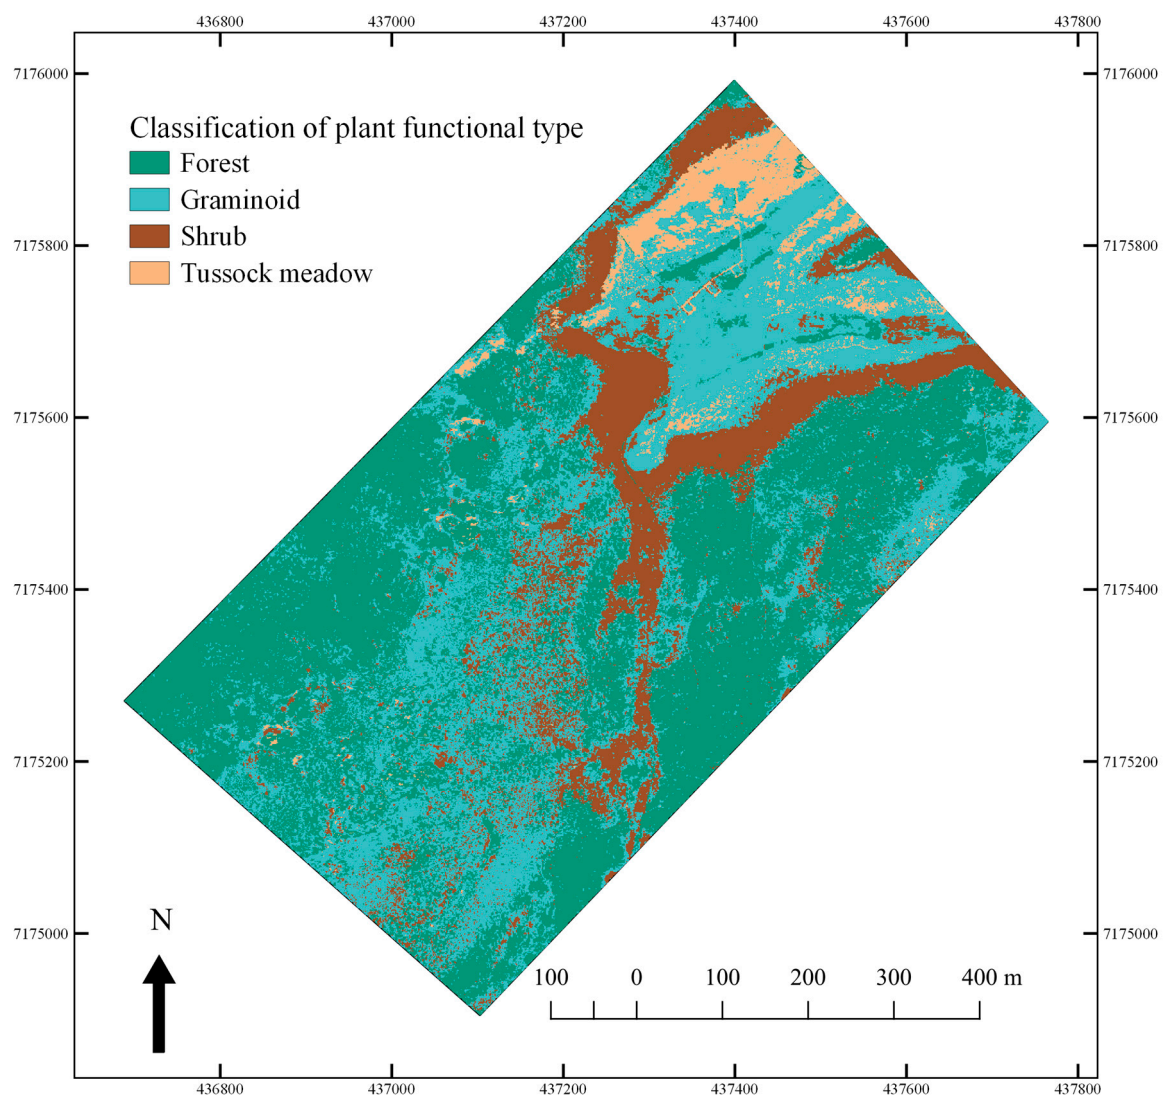 436800 437000 437200 437400 437600 437800
7176000 7176000
Classification of plant functional type
Forest
Graminoid
Shrub
Tussock meadow
7175800 7175800
7175600 7175600
7175400 7175400
7175200 7175200
N
7175000 7175000
100 0 100 200 300 400 m
436800 437000 437200 437400 437600 437800